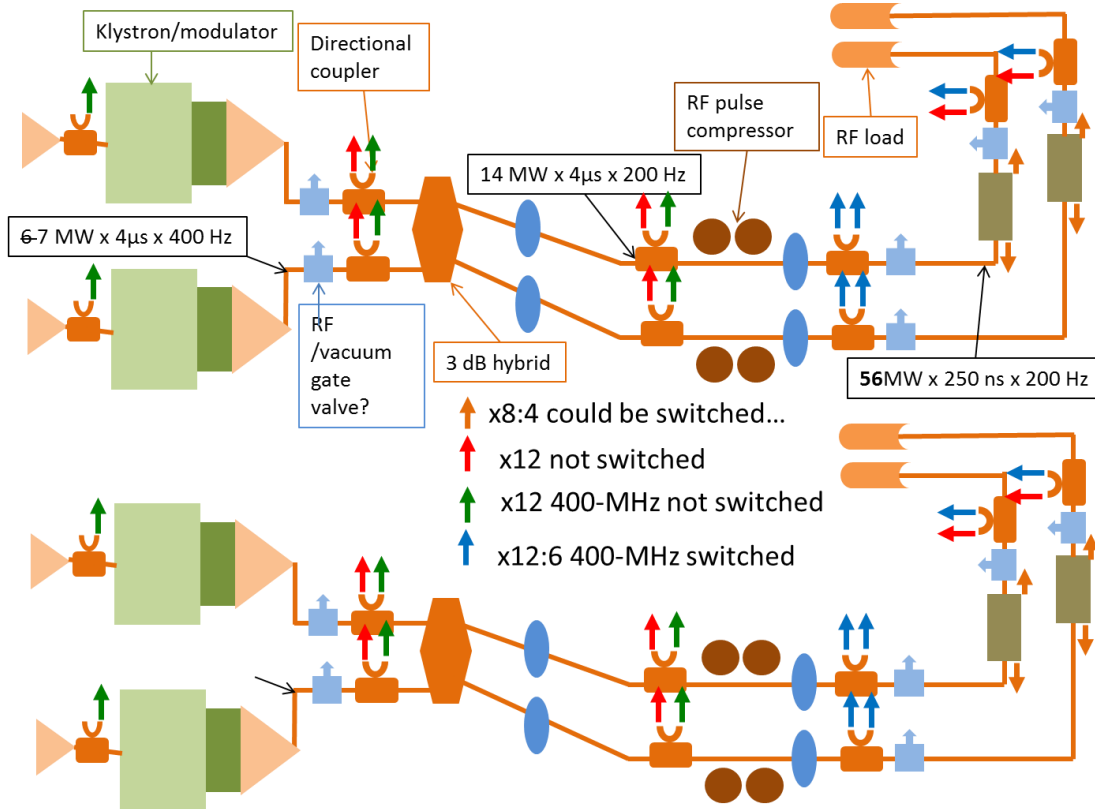 Klystron/modulator
Directional
coupler
RF pulse
compressor
RF load
14 MW x 4µs x 200 Hz
6 7 MW x 4µs x 400 Hz
RF
/vacuum
gate
valve?
3 dB hybrid
56MW x 250 ns x 200 Hz
x8:4 could be switched…
x12 not switched
x12 400-MHz not switched
x12:6 400-MHz switched